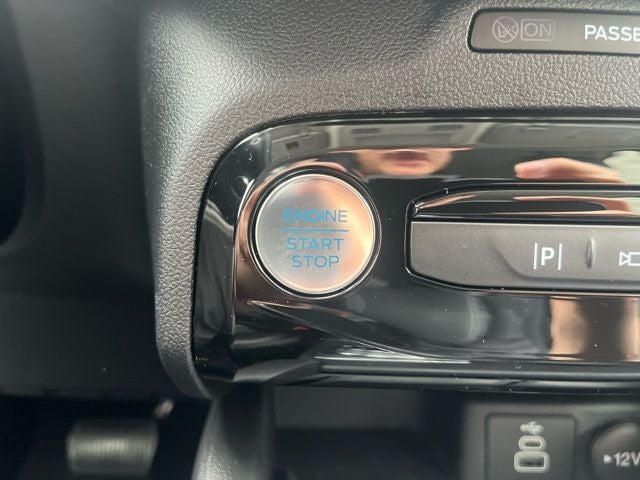 ON PASSE
ENGINE
START
STOP
P
12V